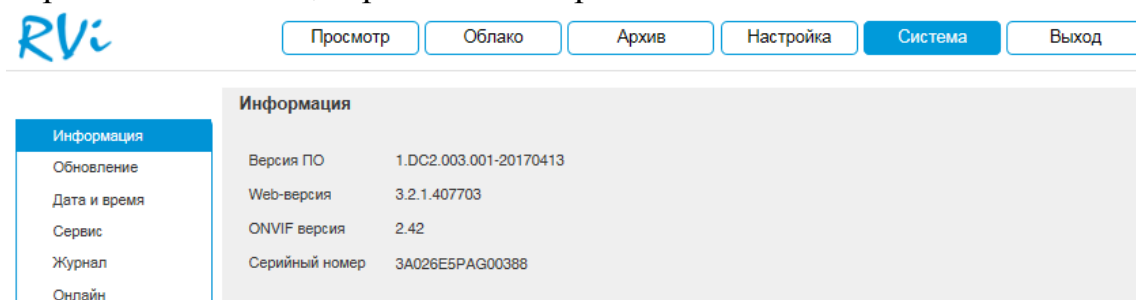 RVi
Просмотр Облако Архив Настройка Система Выход
Информация
Информация
Обновление
Дата и время
Сервис
Журнал
Онлайн
Версия ПО 1.DC2.003.001-20170413
Web-версия 3.2.1.407703
ONVIF версия 2.42
Серийный номер 3A026E5PAG00388